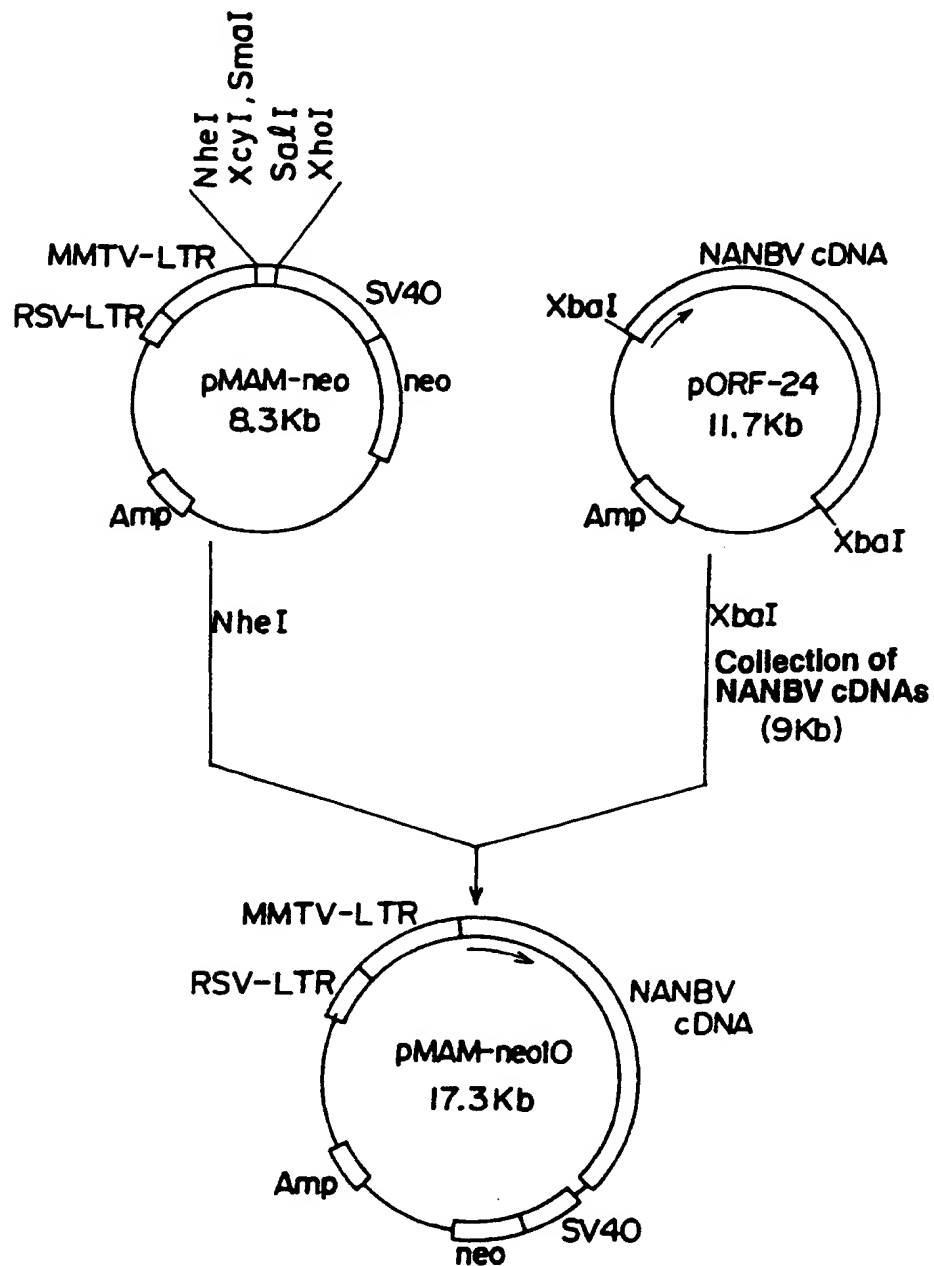 NheI
XcyI, SmaI
SalI
XhoI
MMTV-LTR
RSV-LTR
SV40
neo
pMAM-neo
8.3Kb
Amp
NANBV cDNA
XbaI
pORF-24
11.7Kb
Amp
XbaI
NheI
XbaI
Collection of
NANBV cDNAs
(9Kb)
MMTV-LTR
RSV-LTR
NANBV
cDNA
pMAM-neo10
17.3Kb
Amp
SV40
neo